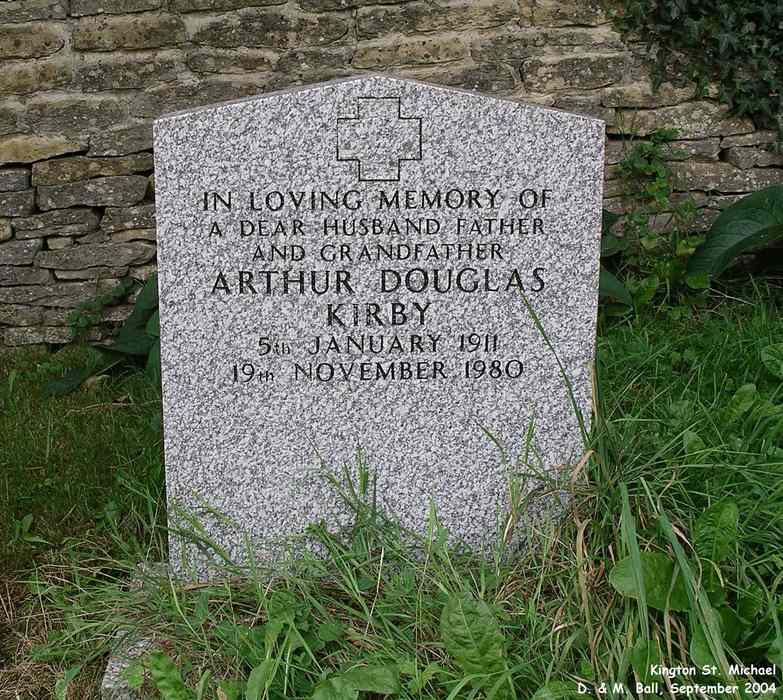 IN LOVING MEMORY OF
A DEAR HUSBAND FATHER
AND GRANDFATHER
ARTHUR DOUGLAS
KIRBY
5th JANUARY 1911
19th NOVEMBER 1980
Kington St. Michael
D. & M. Ball, September 2004